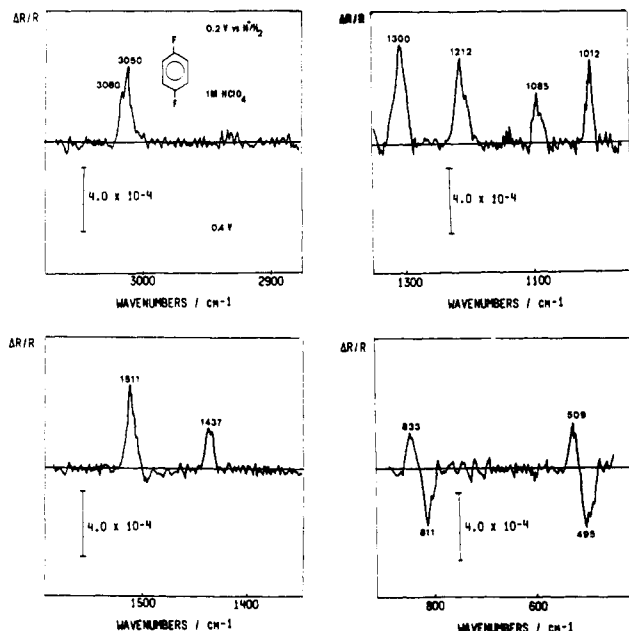 ΔR/R
F
F
0.2 V vs H⁺/H₂
3080
3050
1M HClO₄
4.0 x 10-4
0.4 V
3000
2900
WAVENUMBERS / cm-1
ΔR/R
1300
1212
1085
1012
4.0 x 10-4
1300
1100
WAVENUMBERS / cm-1
ΔR/R
1511
1437
4.0 x 10-4
1500
1400
WAVENUMBERS / cm-1
ΔR/R
833
509
811
495
4.0 x 10-4
800
600
WAVENUMBERS / cm-1